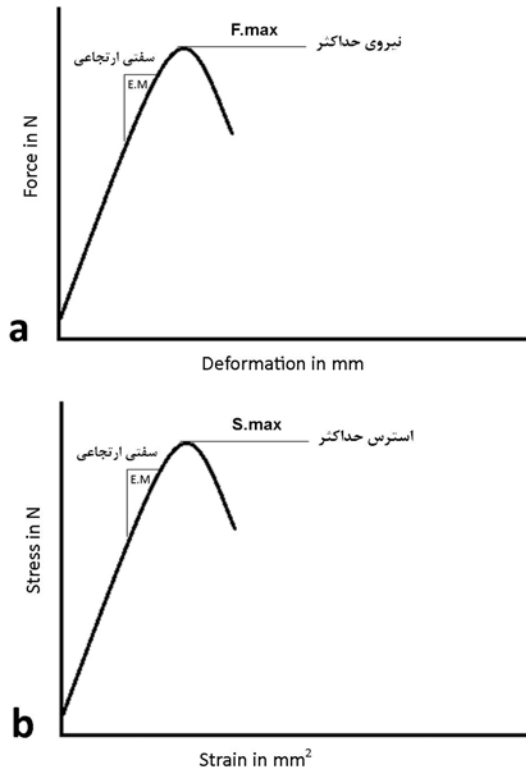 F.max
نیروی حداکثر
سفتی ارتجاعی
E.M
Force in N
a
Deformation in mm
S.max
استرس حداکثر
سفتی ارتجاعی
E.M
Stress in N
b
Strain in mm²